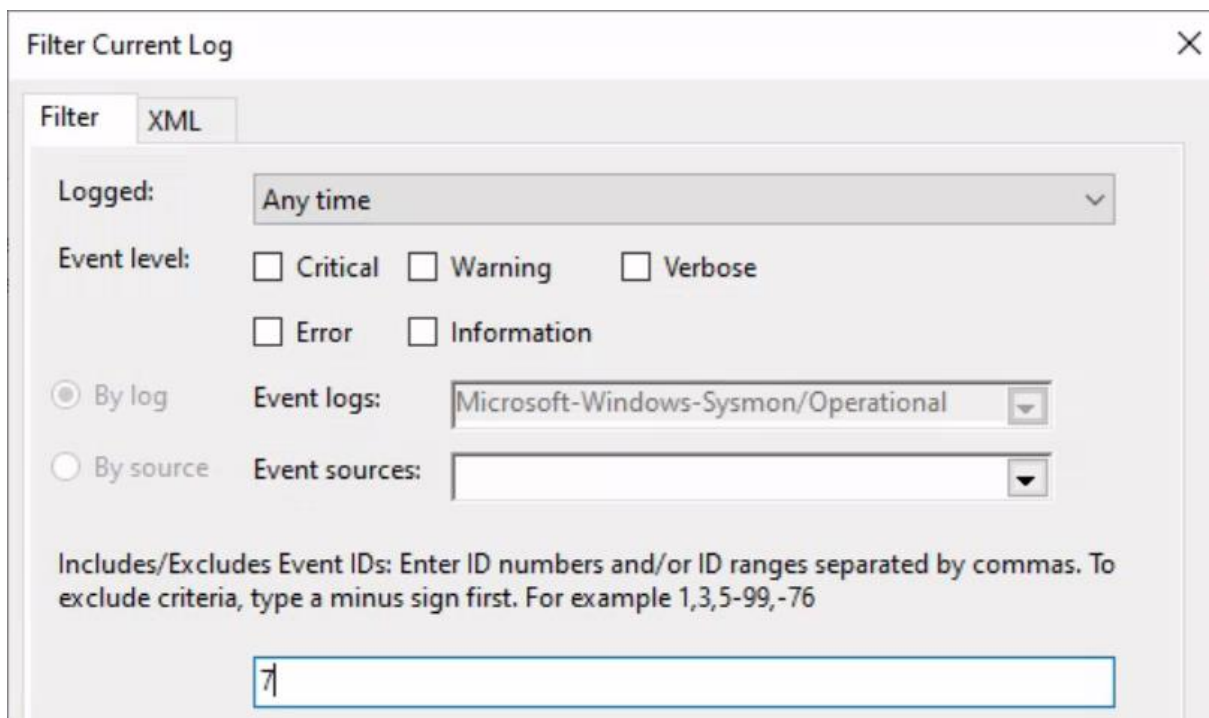 Filter Current Log
Filter XML
Logged: Any time
Event level: Critical Warning Verbose
Error Information
By log Event logs: Microsoft-Windows-Sysmon/Operational
By source Event sources:
Includes/Excludes Event IDs: Enter ID numbers and/or ID ranges separated by commas. To
exclude criteria, type a minus sign first. For example 1,3,5-99,-76
7